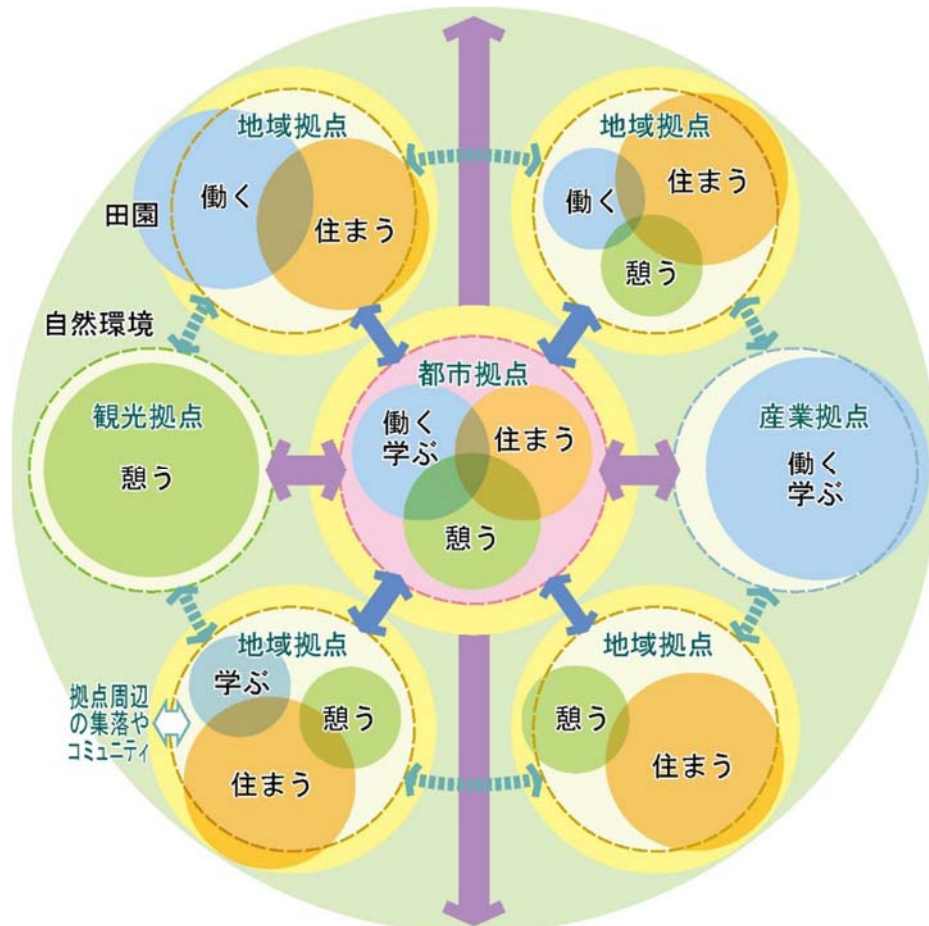 地域拠点
働く
住まう
田園
地域拠点
住まう
働く
憩う
自然環境
観光拠点
憩う
都市拠点
働く
学ぶ
住まう
憩う
産業拠点
働く
学ぶ
地域拠点
学ぶ
憩う
住まう
拠点周辺
の集落や
コミュニティ
地域拠点
憩う
住まう